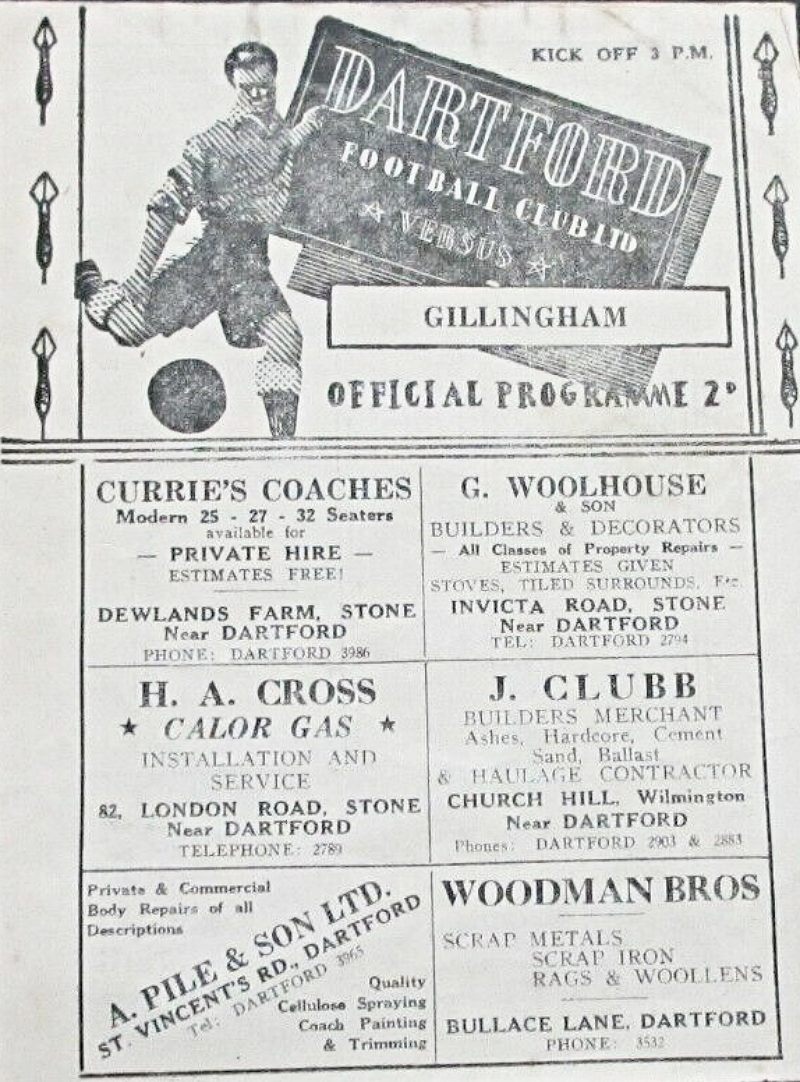 KICK OFF 3 P.M.
DARTFORD
FOOTBALL CLUB LTD
☆ VERSUS ☆
GILLINGHAM
OFFICIAL PROGRAMME 2D
CURRIE'S COACHES
Modern 25 - 27 - 32 Seaters
available for
— PRIVATE HIRE —
ESTIMATES FREE!
DEWLANDS FARM, STONE
Near DARTFORD
PHONE: DARTFORD 3986
G. WOOLHOUSE
& SON
BUILDERS & DECORATORS
— All Classes of Property Repairs —
ESTIMATES GIVEN
STOVES, TILED SURROUNDS, Etc.
INVICTA ROAD, STONE
Near DARTFORD
TEL: DARTFORD 2794
H. A. CROSS
★ CALOR GAS ★
INSTALLATION AND
SERVICE
82, LONDON ROAD, STONE
Near DARTFORD
TELEPHONE: 2789
J. CLUBB
BUILDERS MERCHANT
Ashes, Hardcore, Cement
Sand, Ballast
& HAULAGE CONTRACTOR
CHURCH HILL, Wilmington
Near DARTFORD
Phones: DARTFORD 2903 & 2883
Private & Commercial
Body Repairs of all
Descriptions
A. PILE & SON LTD.
ST. VINCENT'S RD., DARTFORD
Tel: DARTFORD 3965
Quality
Cellulose Spraying
Coach Painting
& Trimming
WOODMAN BROS
SCRAP METALS
SCRAP IRON
RAGS & WOOLLENS
BULLACE LANE, DARTFORD
PHONE: 3532